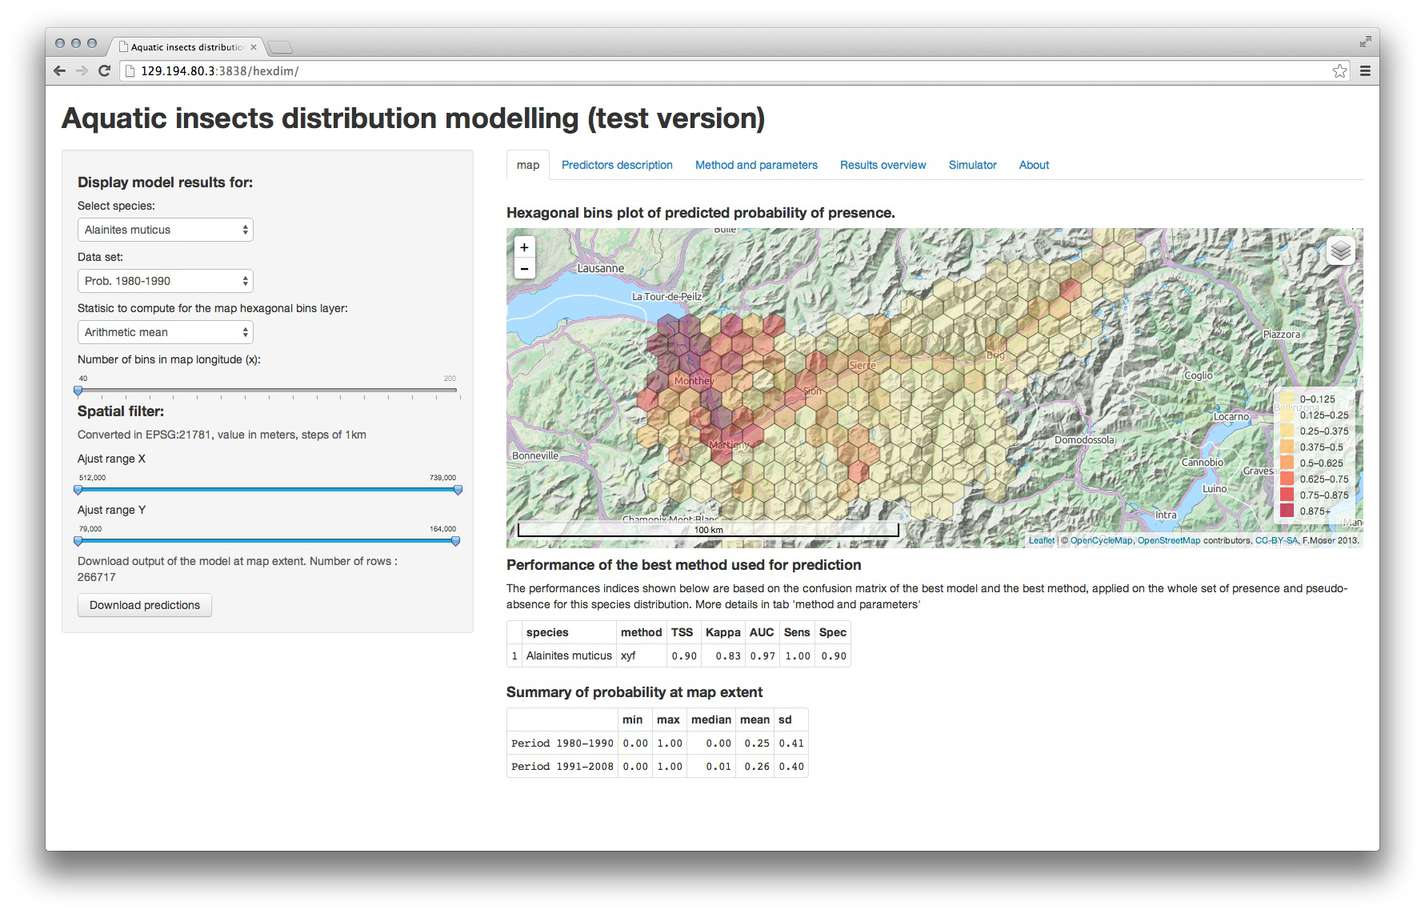 Aquatic insects distributio
129.194.80.3:3838/hexdim/
Aquatic insects distribution modelling (test version)
Display model results for:
Select species:
Alainites muticus
Data set:
Prob. 1980-1990
Statisic to compute for the map hexagonal bins layer:
Arithmetic mean
Number of bins in map longitude (x):
40 200
Spatial filter:
Converted in EPSG:21781, value in meters, steps of 1km
Ajust range X
512,000 739,000
Ajust range Y
79,000 164,000
Download output of the model at map extent. Number of rows :
266717
Download predictions
map Predictors description Method and parameters Results overview Simulator About
Hexagonal bins plot of predicted probability of presence.
+
-
Bulle
Lausanne
La Tour-de-Peilz
Piazzora
Sierre
Brig
Coglio
Monthey
Sion
Locarno
Domodossola
Martigny
Bonneville
Cannobio
Luino
Intra
Chamonix-Mont-Blanc
0–0.125
0.125–0.25
0.25–0.375
0.375–0.5
0.5–0.625
0.625–0.75
0.75–0.875
0.875+
100 km
Leaflet | © OpenCycleMap, OpenStreetMap contributors, CC-BY-SA, F.Moser 2013.
Performance of the best method used for prediction
The performances indices shown below are based on the confusion matrix of the best model and the best method, applied on the whole set of presence and pseudo-
absence for this species distribution. More details in tab 'method and parameters'
species method TSS Kappa AUC Sens Spec
1 Alainites muticus xyf 0.90 0.83 0.97 1.00 0.90
Summary of probability at map extent
min max median mean sd
Period 1980-1990 0.00 1.00 0.00 0.25 0.41
Period 1991-2008 0.00 1.00 0.01 0.26 0.40